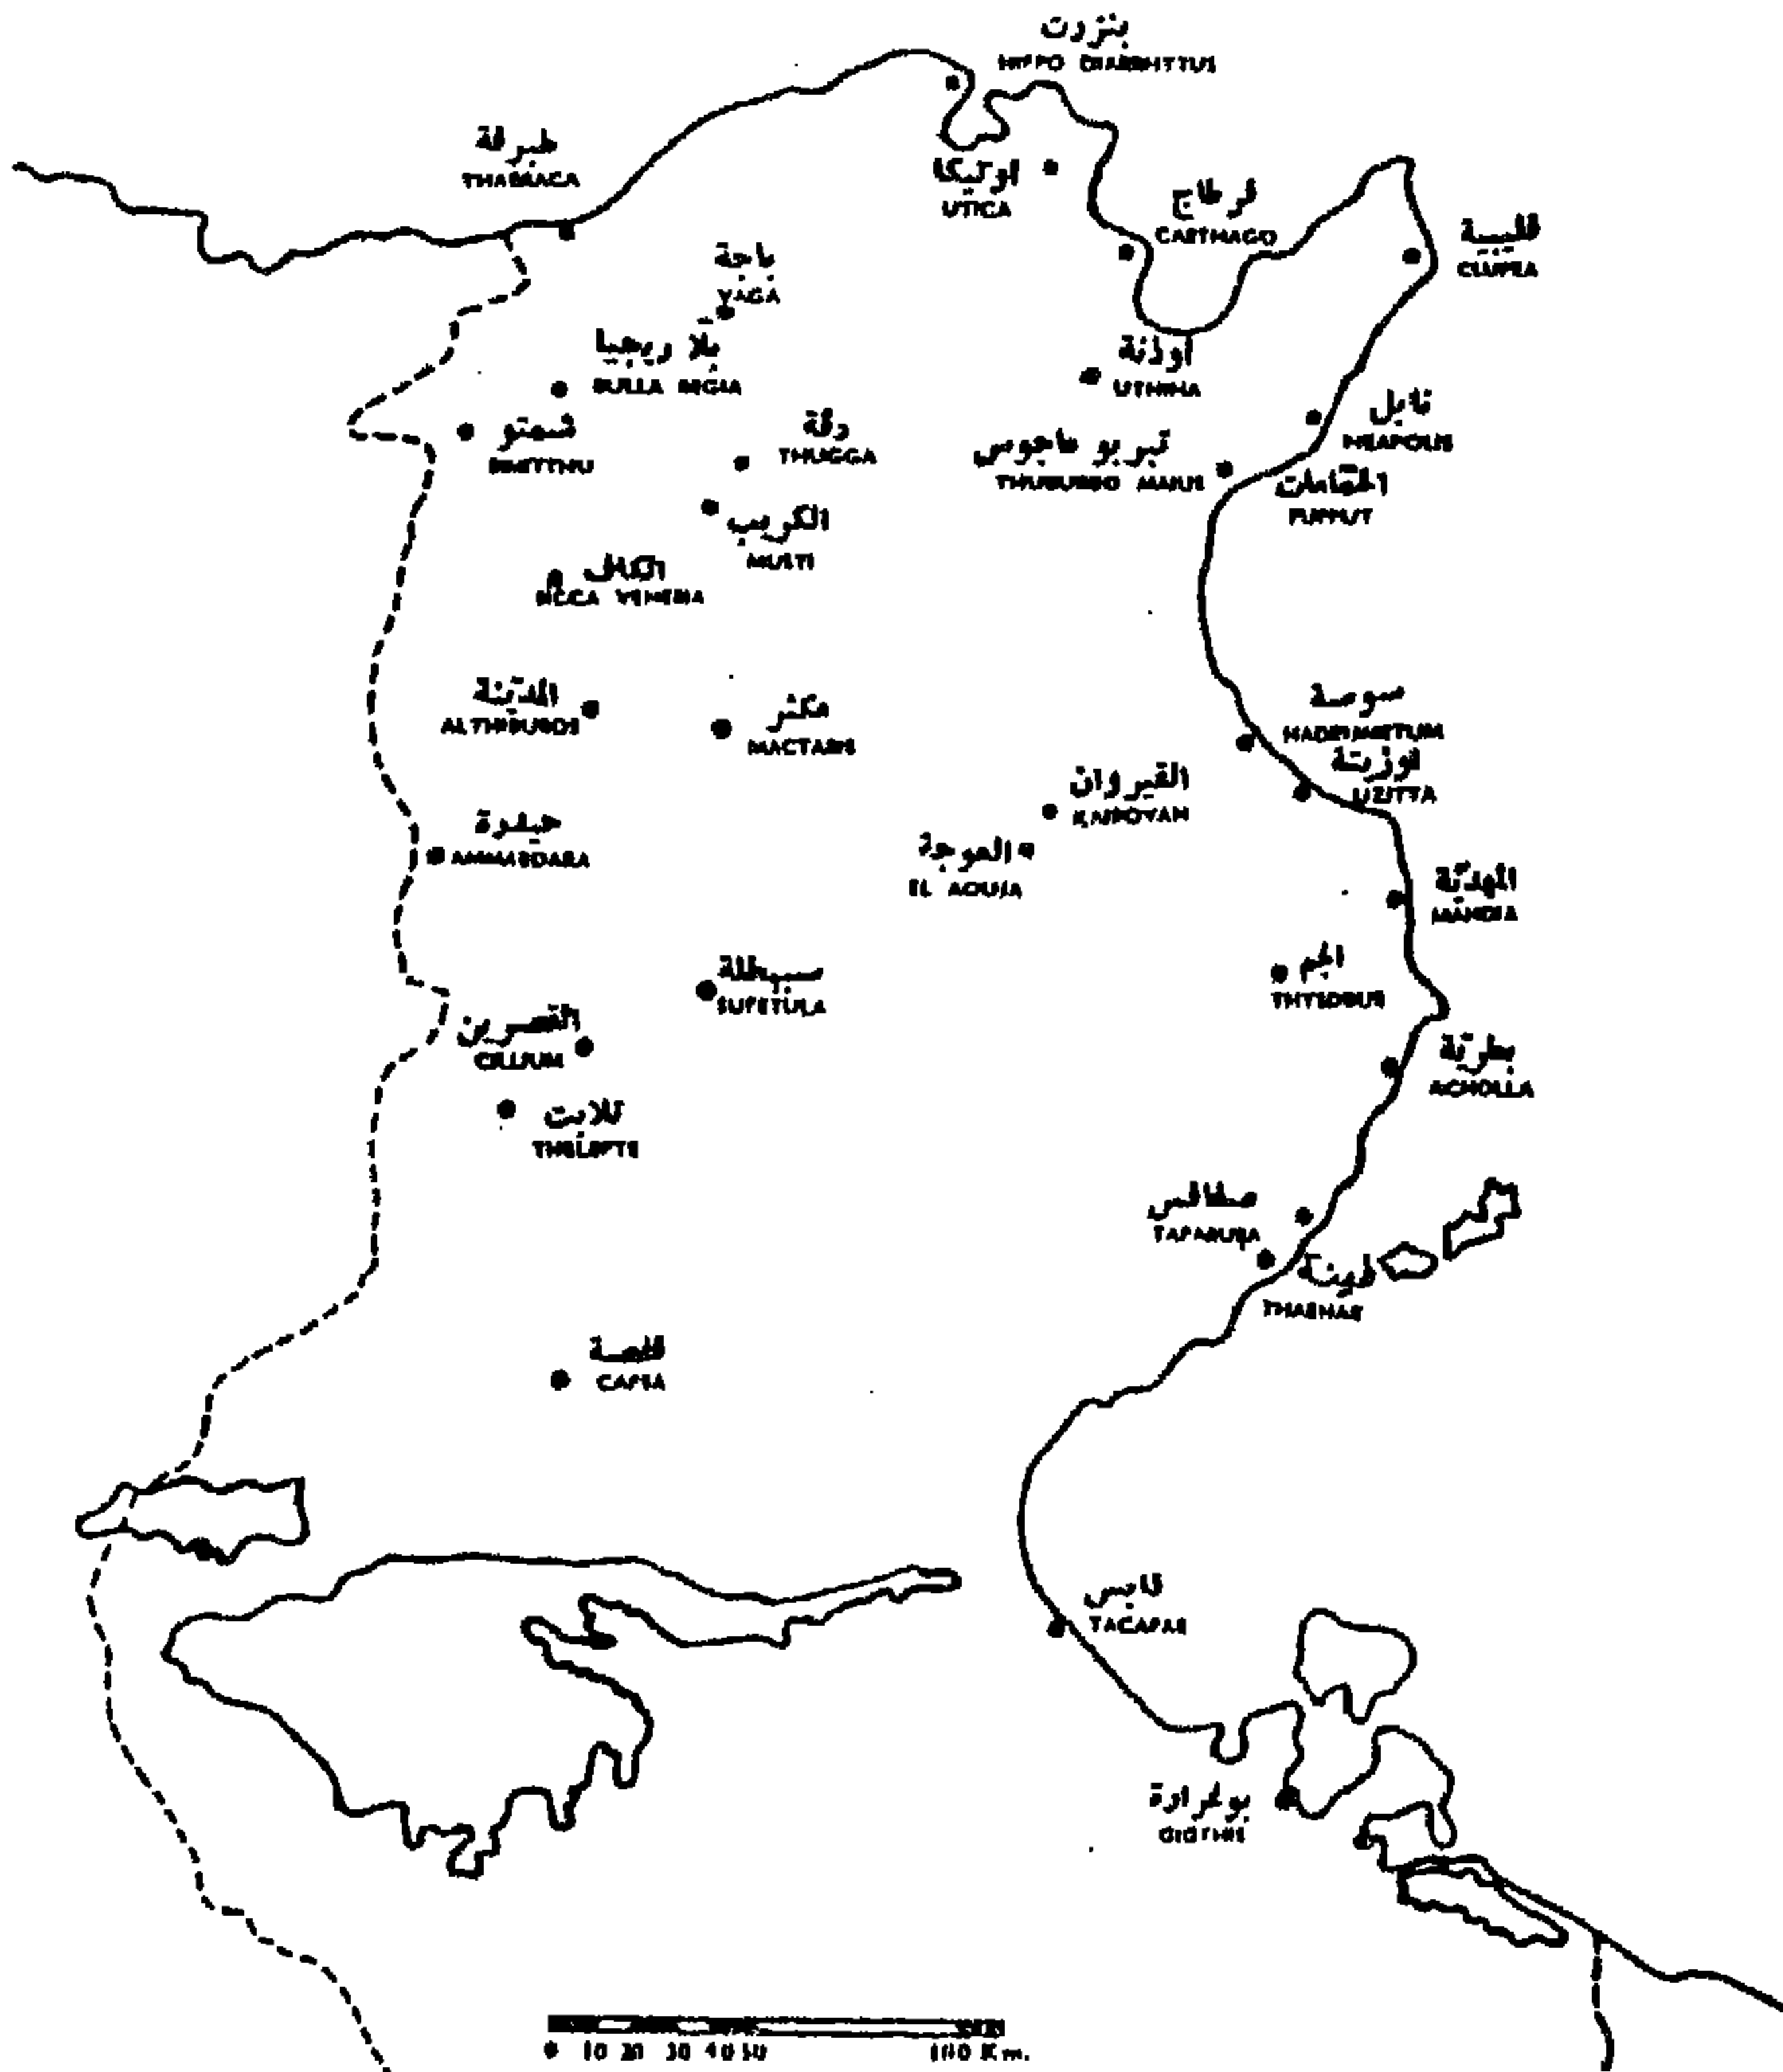 بنزرت
HIPPO DIARRHYTUS
طبرقة
THABRACA
اوتيكا
UTICA
قرطاج
CARTHAGO
قليبية
CLUPEA
باجة
VAGA
بلا ريجيا
BULLA REGIA
أوذنة
UTHINA
شمتو
SIMITTHU
دقة
THUGGA
تبربو ماجوس
THUBURBO MAIUS
نابل
NEAPOLIS
الحمامات
PUPPUT
الكريب
MUSTI
الكاف
SICCA VENERIA
المدينة
ALTHIBUROS
مكثر
MACTARIS
سوسة
HADRUMETUM
لوزيتة
UZITTA
القيروان
KAIROVAN
حيدرة
AMMAEDARA
العوجة
EL AOUJA
المهدية
MAHDIA
سبيطلة
SUFETULA
الجم
THYSDRUS
القصرين
CILLIUM
بطرية
ACHOLLA
تلابت
THELEPTE
صفاقس
TAPARURA
طينة
THAENAE
قفصة
CAPSA
قابس
TACAPAE
بوغرارة
GIGTHIS
0 10 20 30 40 50 100 Km.